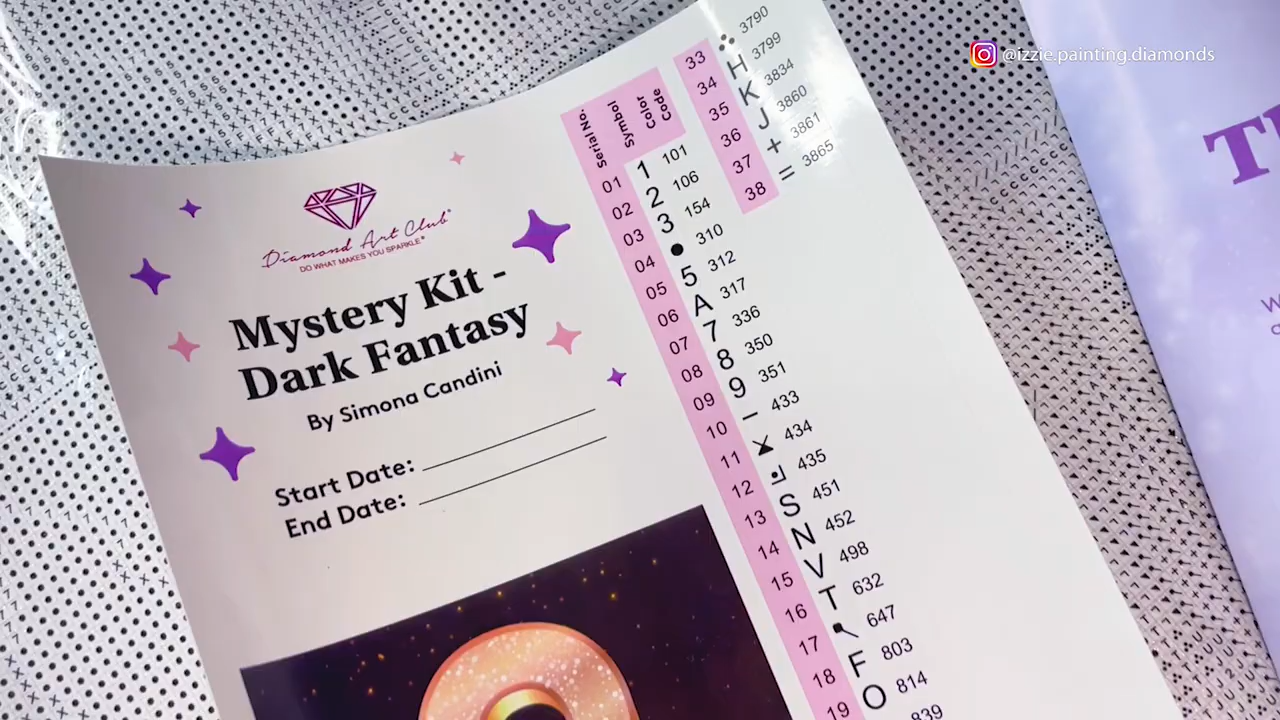 @izzie.painting.diamonds
Diamond Art Club®
DO WHAT MAKES YOU SPARKLE®
Mystery Kit -
Dark Fantasy
By Simona Candini
Start Date:
End Date:
Serial No. Symbol Color Code
01 1 101
02 2 106
03 3 154
04 ● 310
05 5 312
06 A 317
07 7 336
08 8 350
09 9 351
10 – 433
11 434
12 435
13 S 451
14 N 452
15 V 498
16 T 632
17 647
18 F 803
19 O 814
839
33 3790
34 H 3799
35 K 3834
36 J 3860
37 + 3861
38 = 3865